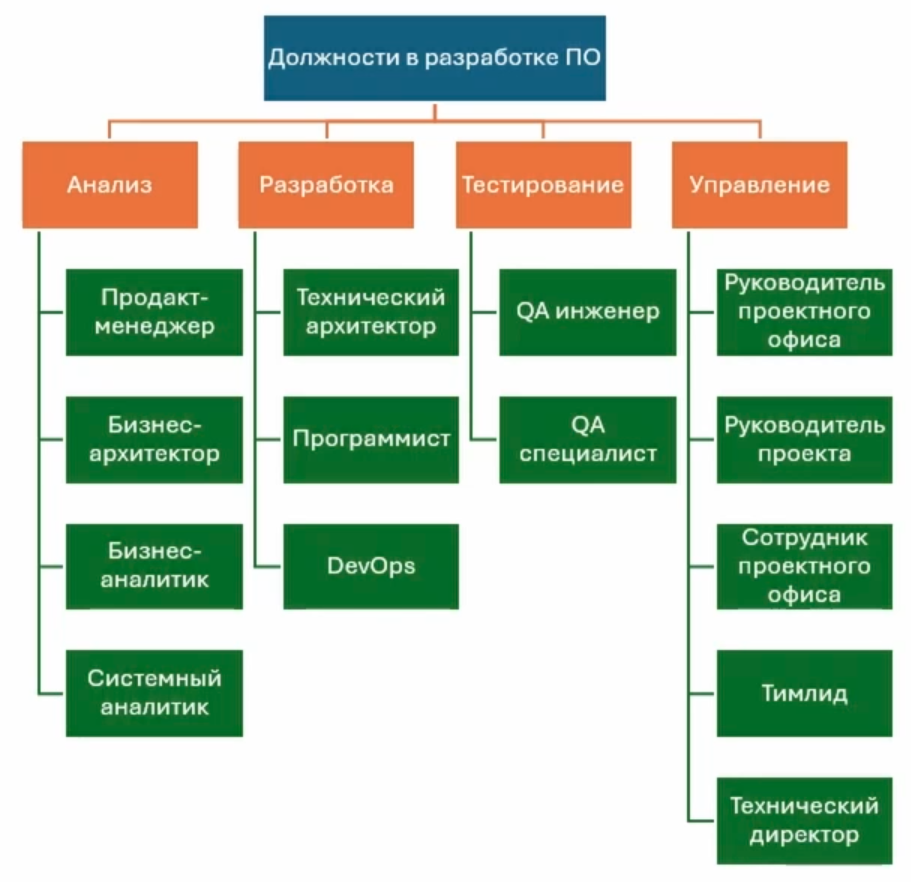 Должности в разработке ПО
Анализ
Разработка
Тестирование
Управление
Продакт-
менеджер
Бизнес-
архитектор
Бизнес-
аналитик
Системный
аналитик
Технический
архитектор
Программист
DevOps
QA инженер
QA
специалист
Руководитель
проектного
офиса
Руководитель
проекта
Сотрудник
проектного
офиса
Тимлид
Технический
директор